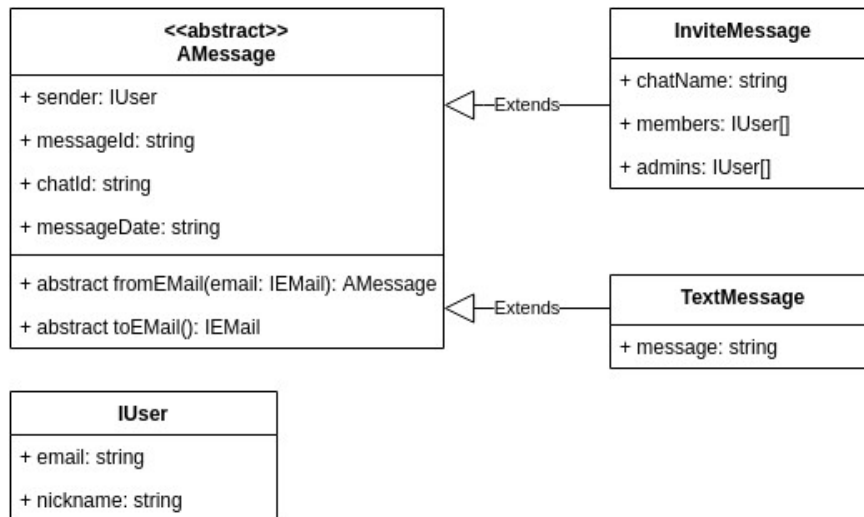 <<abstract>>
AMessage
+ sender: IUser
+ messageId: string
+ chatId: string
+ messageDate: string
+ abstract fromEMail(email: IEMail): AMessage
+ abstract toEMail(): IEMail
Extends
InviteMessage
+ chatName: string
+ members: IUser[]
+ admins: IUser[]
Extends
TextMessage
+ message: string
IUser
+ email: string
+ nickname: string